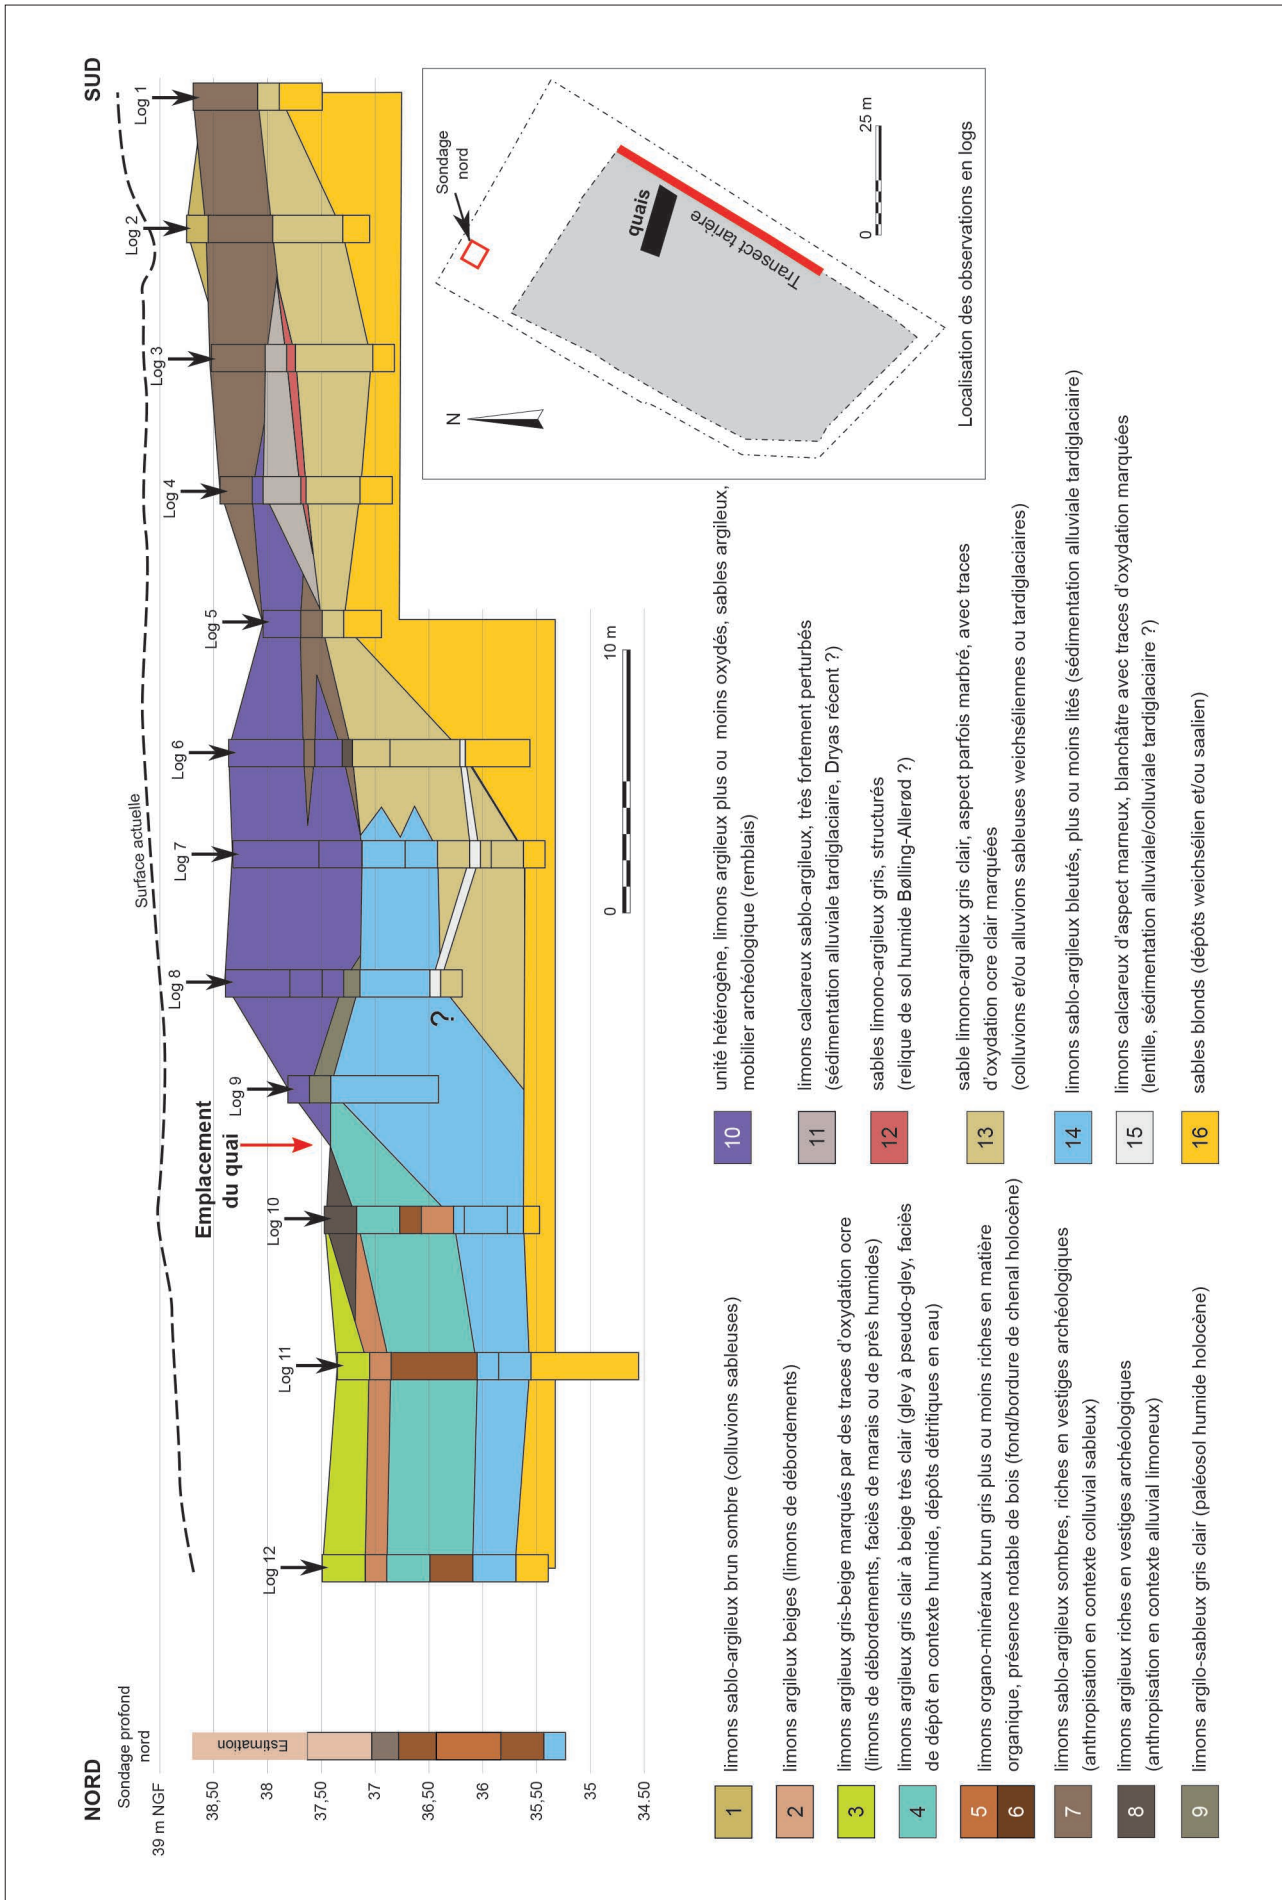 NORD
SUD
Sondage profond
nord
39 m NGF
38,50
38
37,50
37
36,50
36
35,50
35
34.50
Estimation
Surface actuelle
Log 12
Log 11
Log 10
Emplacement
du quai
Log 9
Log 8
Log 7
Log 6
Log 5
Log 4
Log 3
Log 2
Log 1
?
0
10 m
N
Sondage
nord
quais
Transect tarière
0
25 m
Localisation des observations en logs
1
limons sablo-argileux brun sombre (colluvions sableuses)
2
limons argileux beiges (limons de débordements)
3
limons argileux gris-beige marqués par des traces d'oxydation ocre
(limons de débordements, faciès de marais ou de près humides)
4
limons argileux gris clair à beige très clair (gley à pseudo-gley, faciès
de dépôt en contexte humide, dépôts détritiques en eau)
5
6
limons organo-minéraux brun gris plus ou moins riches en matière
organique, présence notable de bois (fond/bordure de chenal holocène)
7
limons sablo-argileux sombres, riches en vestiges archéologiques
(anthropisation en contexte colluvial sableux)
8
limons argileux riches en vestiges archéologiques
(anthropisation en contexte alluvial limoneux)
9
limons argilo-sableux gris clair (paléosol humide holocène)
10
unité hétérogène, limons argileux plus ou moins oxydés, sables argileux,
mobilier archéologique (remblais)
11
limons calcareux sablo-argileux, très fortement perturbés
(sédimentation alluviale tardiglaciaire, Dryas récent ?)
12
sables limono-argileux gris, structurés
(relique de sol humide Bølling-Allerød ?)
13
sable limono-argileux gris clair, aspect parfois marbré, avec traces
d'oxydation ocre clair marquées
(colluvions et/ou alluvions sableuses weichséliennes ou tardiglaciaires)
14
limons sablo-argileux bleutés, plus ou moins lités (sédimentation alluviale tardiglaciaire)
15
limons calcareux d'aspect marneux, blanchâtre avec traces d'oxydation marquées
(lentille, sédimentation alluviale/colluviale tardiglaciaire ?)
16
sables blonds (dépôts weichsélien et/ou saalien)